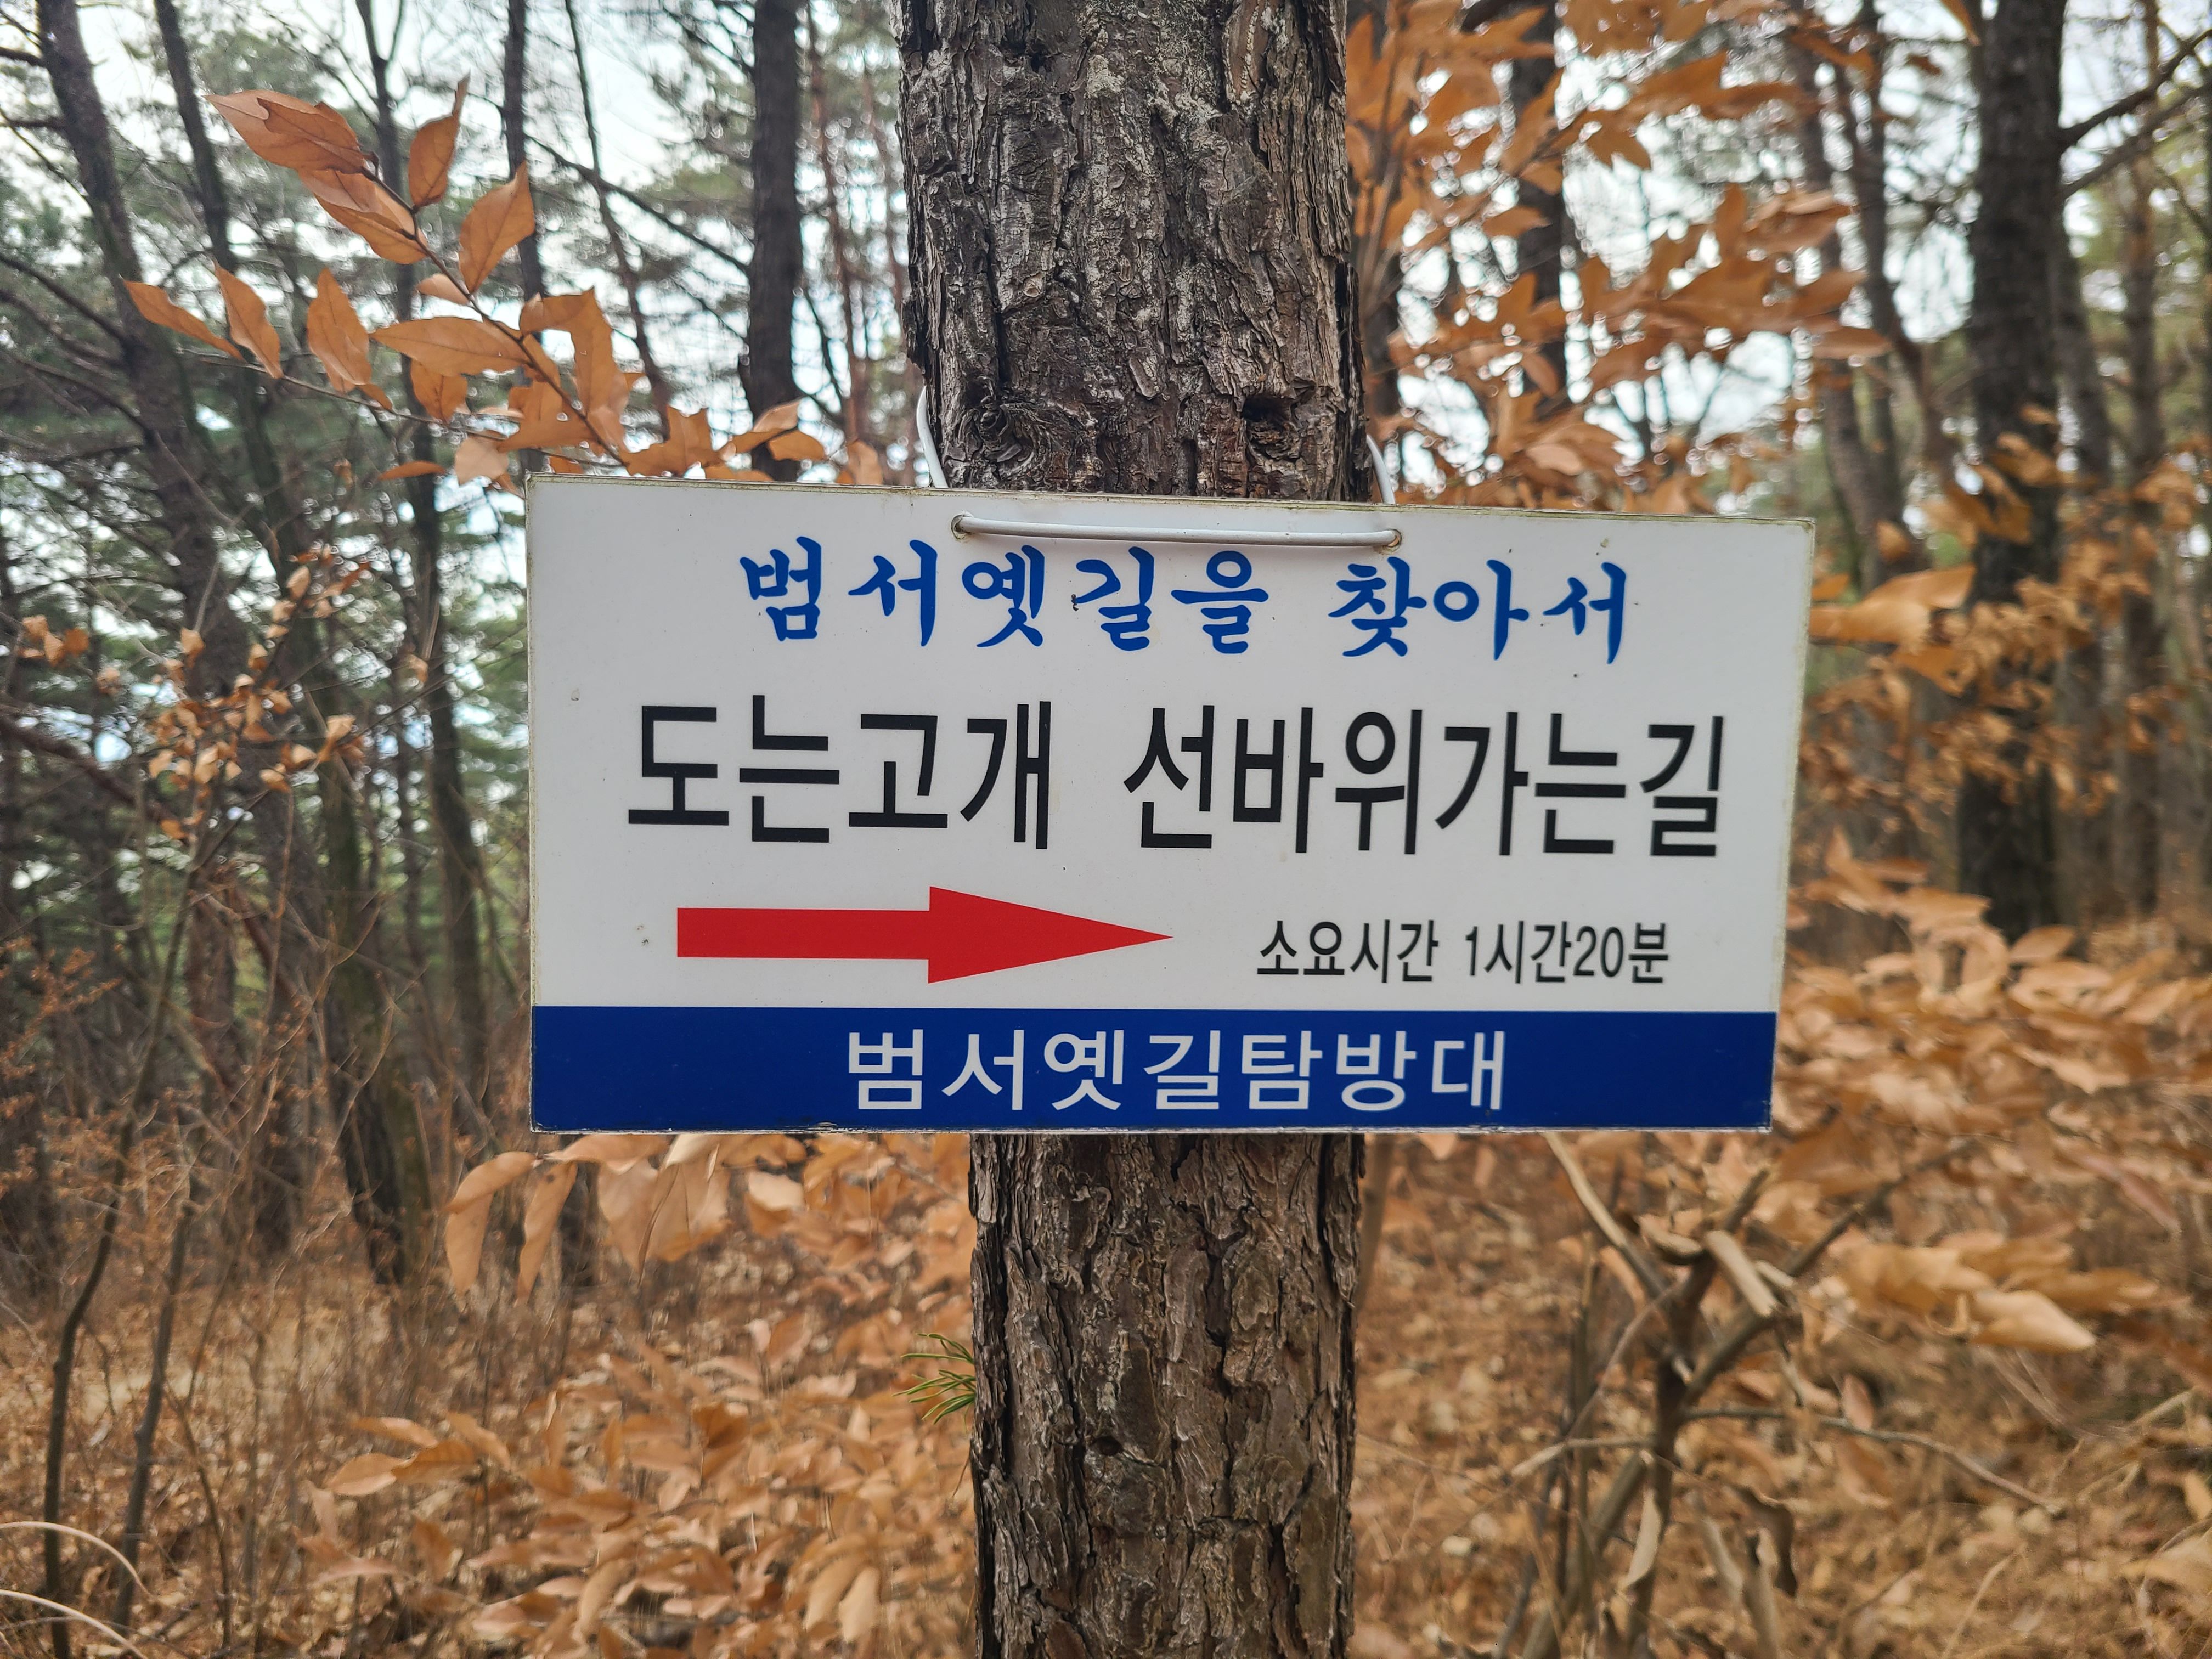 범서옛길을 찾아서
도는고개 선바위가는길
소요시간 1시간20분
범서옛길탐방대